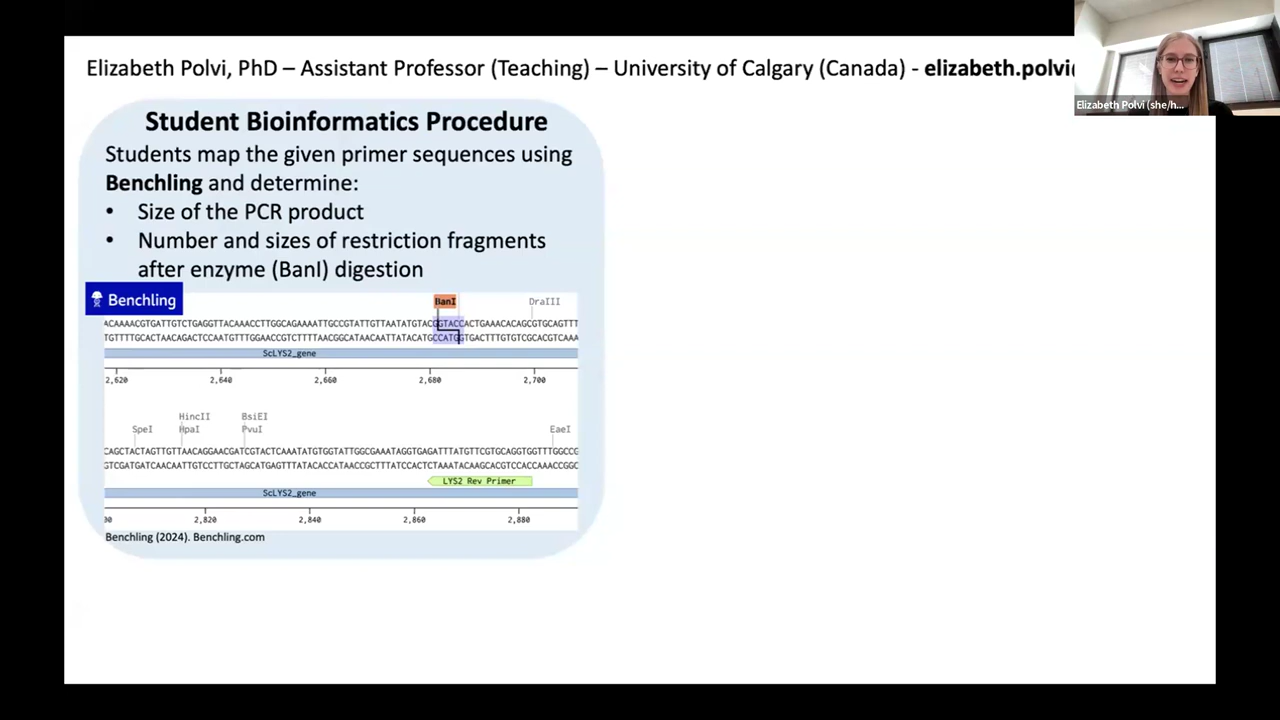 Elizabeth Polvi, PhD – Assistant Professor (Teaching) – University of Calgary (Canada) - elizabeth.polvi
Elizabeth Polvi (she/h...
Student Bioinformatics Procedure
Students map the given primer sequences using
Benchling and determine:
• Size of the PCR product
• Number and sizes of restriction fragments
after enzyme (BanI) digestion
Benchling
BanI DraIII
ACAAAACGTGATTGTCTGAGGTTACAAACCTTGGCAGAAAATTGCCGTATTGTTAATATGTACGGTACCACTGAAACACAGCGTGCAGTTT
TGTTTTGCACTAACAGACTCCAATGTTTGGAACCGTCTTTTAACGGCATAACAATTATACATGCCATGGTGACTTTGTGTCGCACGTCAAA
ScLYS2_gene
2,620 2,640 2,660 2,680 2,700
HincII BsiEI
SpeI HpaI PvuI EaeI
CAGCTACTAGTTGTTAACAGGAACGATCGTACTCAAATATGTGGTATTGGCGAAATAGGTGAGATTTATGTTCGTGCAGGTGGTTTGGCCG
GTCGATGATCAACAATTGTCCTTGCTAGCATGAGTTTATACACCATAACCGCTTTATCCACTCTAAATACAAGCACGTCCACCAAACCGGC
LYS2 Rev Primer
ScLYS2_gene
2,820 2,840 2,860 2,880
Benchling (2024). Benchling.com